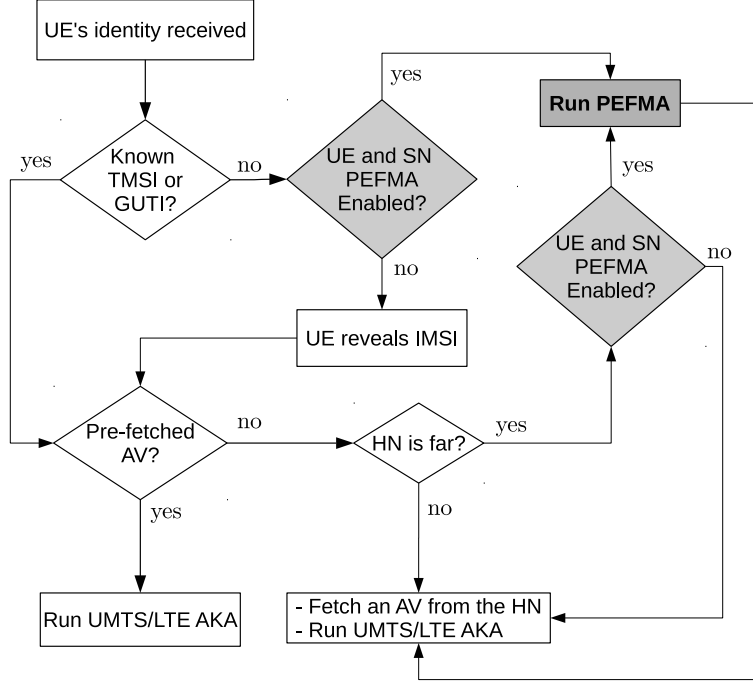 UE's identity received
yes
Known
TMSI or
GUTI?
no
UE and SN
PEFMA
Enabled?
yes
Run PEFMA
yes
UE and SN
PEFMA
Enabled?
no
no
UE reveals IMSI
Pre-fetched
AV?
no
HN is far?
yes
yes
no
Run UMTS/LTE AKA
- Fetch an AV from the HN
- Run UMTS/LTE AKA